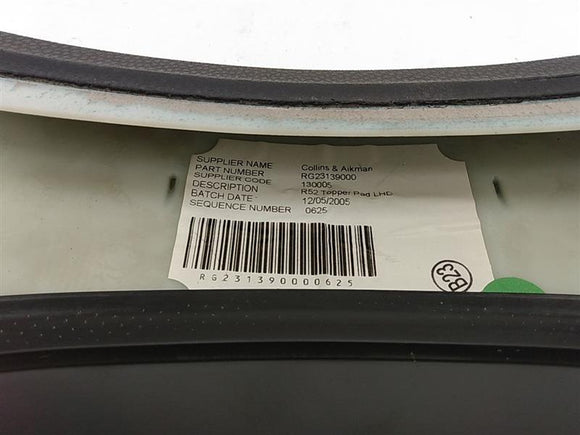 SUPPLIER NAME Collins & Aikman
PART NUMBER RG23139000
SUPPLIER CODE 130005
DESCRIPTION R52 Topper Pad LHD
BATCH DATE: 12/05/2005
SEQUENCE NUMBER 0625
RG231390000625
B23